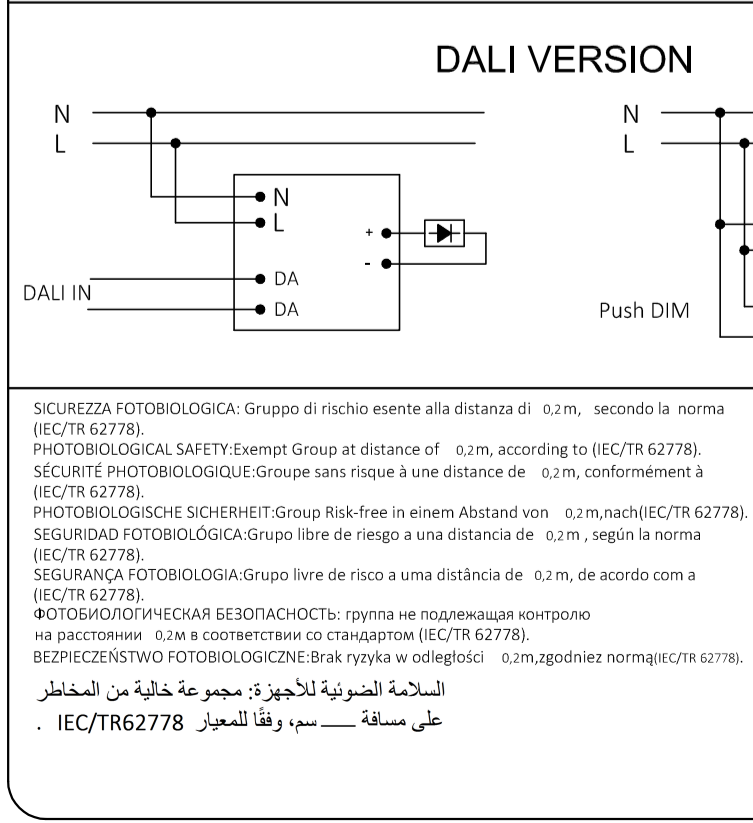 DALI VERSION
N
L
N
L
+
-
DALI IN
DA
DA
N
L
Push DIM
SICUREZZA FOTOBIOLOGICA: Gruppo di rischio esente alla distanza di 0,2m, secondo la norma
(IEC/TR 62778).
PHOTOBIOLOGICAL SAFETY:Exempt Group at distance of 0,2m, according to (IEC/TR 62778).
SÉCURITÉ PHOTOBIOLOGIQUE:Groupe sans risque à une distance de 0,2m, conformément à
(IEC/TR 62778).
PHOTOBIOLOGISCHE SICHERHEIT:Group Risk-free in einem Abstand von 0,2m,nach(IEC/TR 62778).
SEGURIDAD FOTOBIOLÓGICA:Grupo libre de riesgo a una distancia de 0,2m , según la norma
(IEC/TR 62778).
SEGURANÇA FOTOBIOLOGIA:Grupo livre de risco a uma distância de 0,2m, de acordo com a
(IEC/TR 62778).
ФОТОБИОЛОГИЧЕСКАЯ БЕЗОПАСНОСТЬ: группа не подлежащая контролю
на расстоянии 0,2м в соответствии со стандартом (IEC/TR 62778).
BEZPIECZEŃSTWO FOTOBIOLOGICZNE:Brak ryzyka w odległości 0,2m,zgodniez normą(IEC/TR 62778).
السلامة الضوئية للأجهزة: مجموعة خالية من المخاطر
على مسافة ___ سم، وفقًا للمعيار IEC/TR62778 .